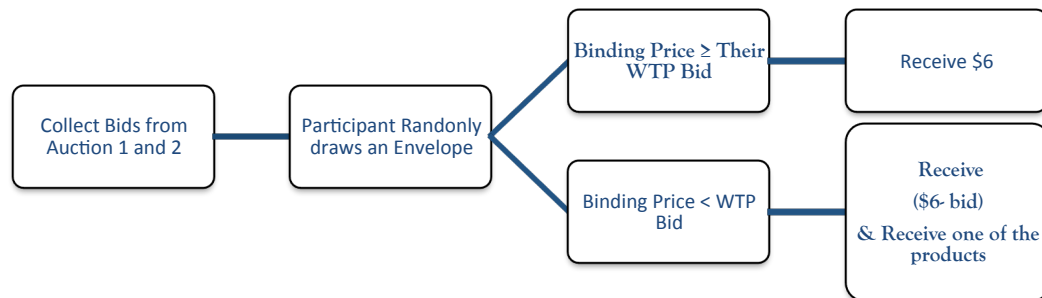 Collect Bids from
Auction 1 and 2
Participant Randonly
draws an Envelope
Binding Price ≥ Their
WTP Bid
Receive $6
Binding Price < WTP
Bid
Receive
($6- bid)
& Receive one of the
products